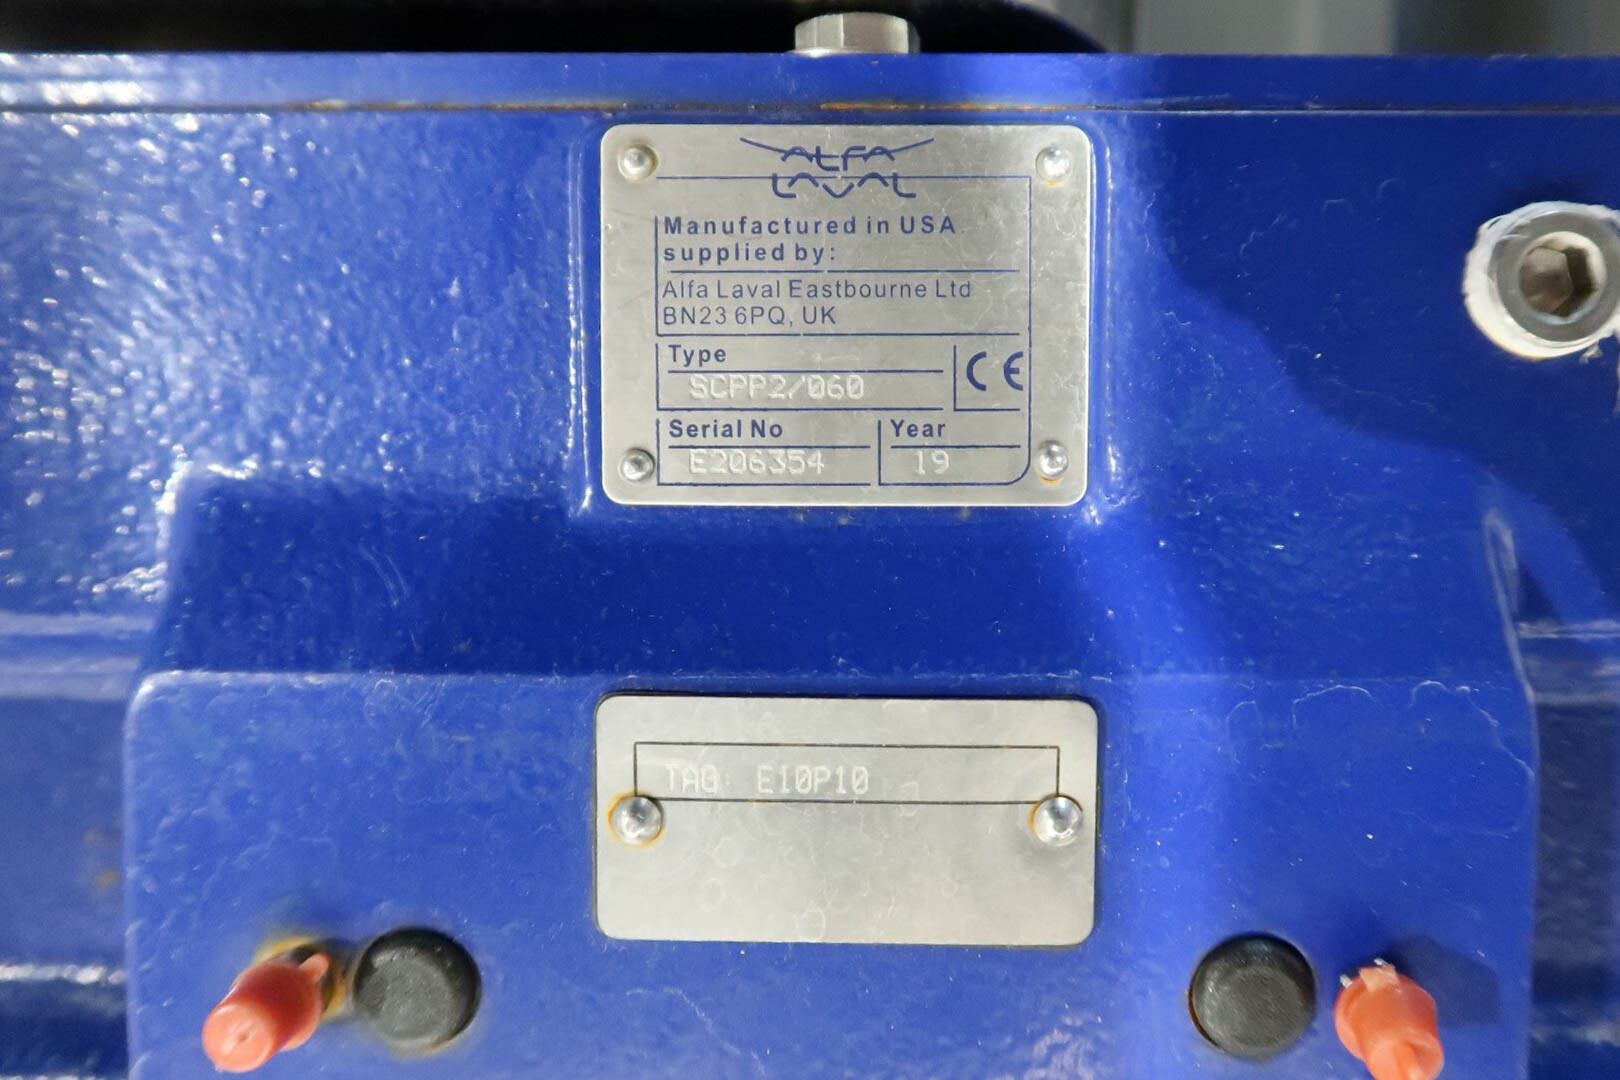 ALFA
LAVAL
Manufactured in USA.
supplied by:
Alfa Laval Eastbourne Ltd
BN23 6PQ, UK
Type
SCPP2/060
CE
Serial No
E206354
Year
19
TAG: E10P10